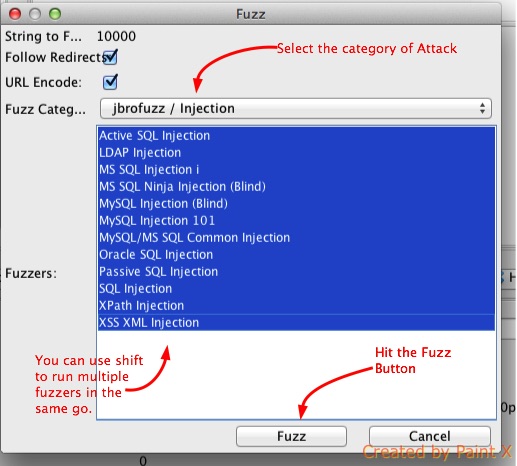 Fuzz
String to F... 10000
Select the category of Attack
Follow Redirects
URL Encode:
Fuzz Categ... jbrofuzz / Injection
Active SQL Injection
LDAP Injection
MS SQL Injection i
MS SQL Ninja Injection (Blind)
MySQL Injection (Blind)
MySQL Injection 101
MySQL/MS SQL Common Injection
Oracle SQL Injection
Fuzzers:
Passive SQL Injection
SQL Injection
XPath Injection
XSS XML Injection
You can use shift
to run multiple
fuzzers in the
same go.
Hit the Fuzz
Button
Fuzz
Cancel
Created by Paint X
H
0p
0